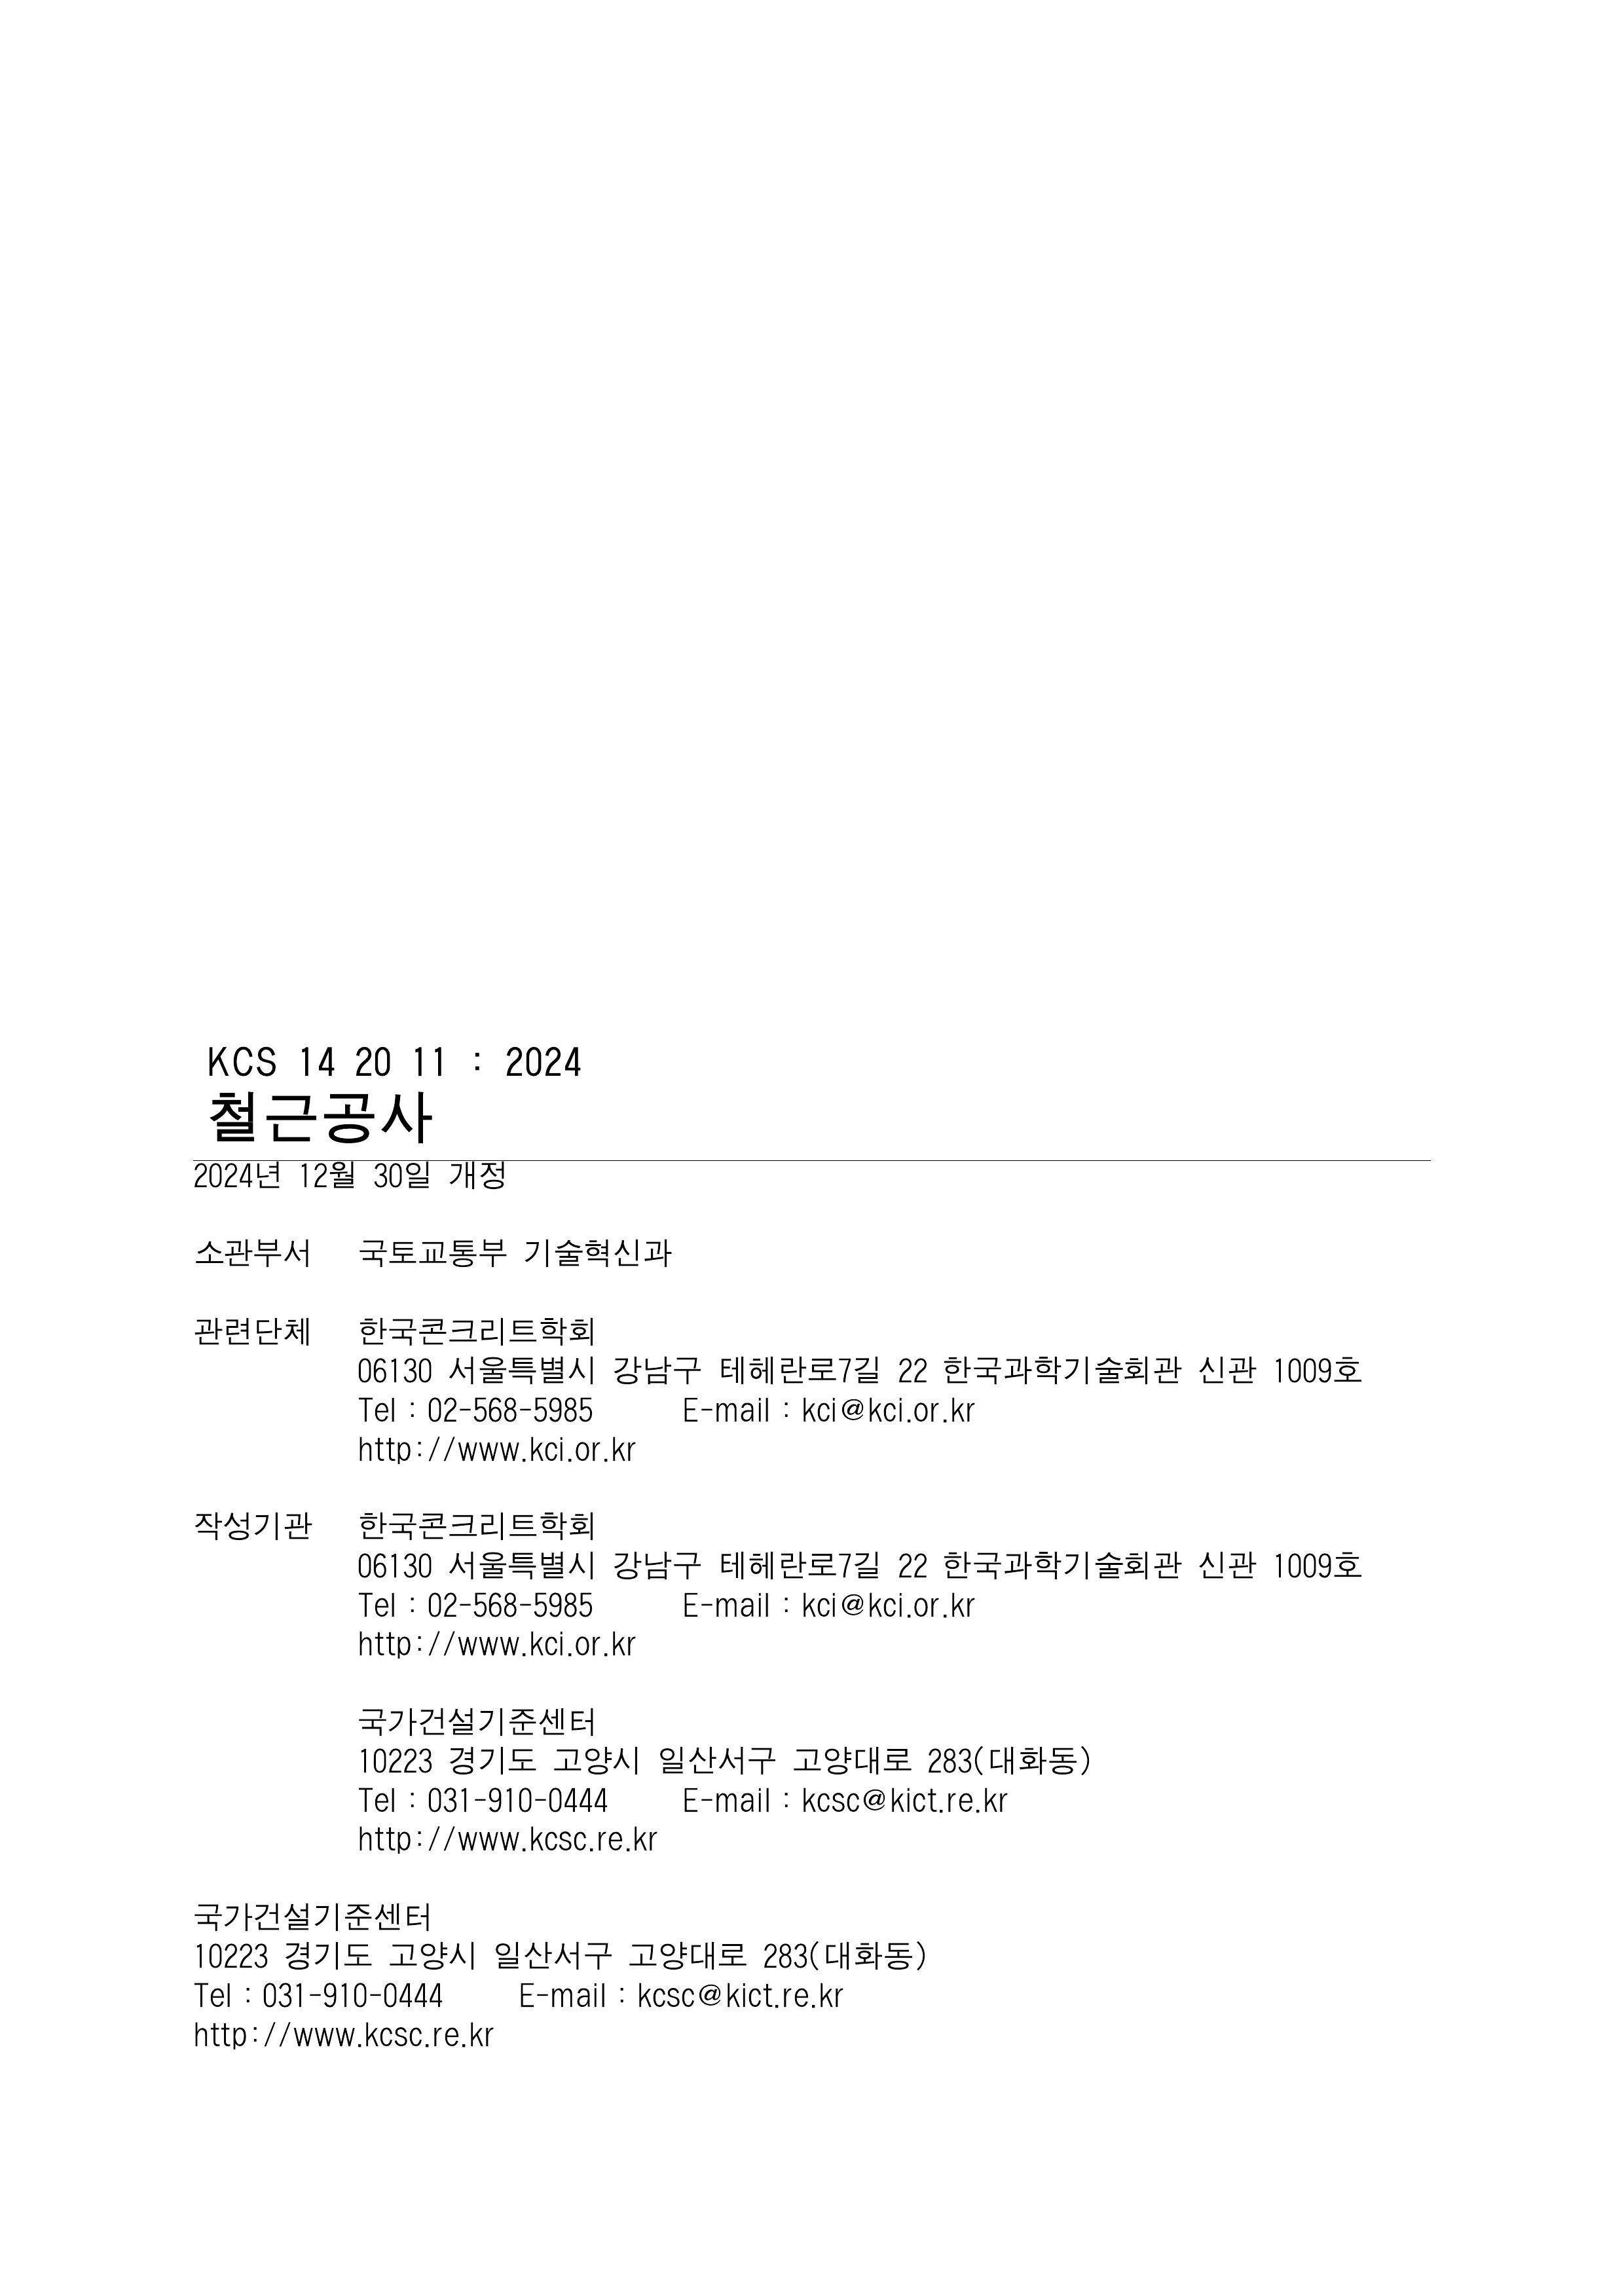 KCS 14 20 11 : 2024
철근공사
2024년 12월 30일 개정
소관부서 국토교통부 기술혁신과
관련단체 한국콘크리트학회
06130 서울특별시 강남구 테헤란로7길 22 한국과학기술회관 신관 1009호
Tel : 02-568-5985 E-mail : kci@kci.or.kr
http://www.kci.or.kr
작성기관 한국콘크리트학회
06130 서울특별시 강남구 테헤란로7길 22 한국과학기술회관 신관 1009호
Tel : 02-568-5985 E-mail : kci@kci.or.kr
http://www.kci.or.kr
국가건설기준센터
10223 경기도 고양시 일산서구 고양대로 283(대화동)
Tel : 031-910-0444 E-mail : kcsc@kict.re.kr
http://www.kcsc.re.kr
국가건설기준센터
10223 경기도 고양시 일산서구 고양대로 283(대화동)
Tel : 031-910-0444 E-mail : kcsc@kict.re.kr
http://www.kcsc.re.kr